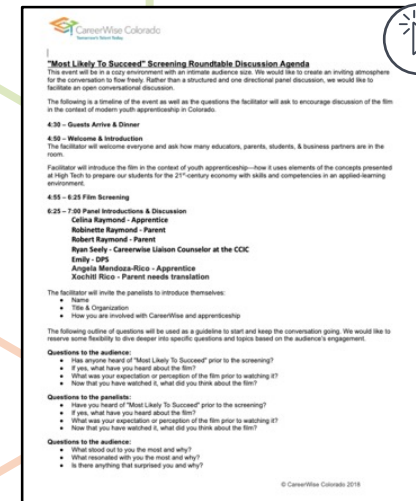 CareerWise Colorado
Tomorrow's Talent Today
"Most Likely To Succeed" Screening Roundtable Discussion Agenda
This event will be in a cozy environment with an intimate audience size. We would like to create an inviting atmosphere
for the conversation to flow freely. Rather than a structured and one directional panel discussion, we would like to
facilitate an open conversational discussion.
The following is a timeline of the event as well as the questions the facilitator will ask to encourage discussion of the film
in the context of modern youth apprenticeship in Colorado.
4:30 – Guests Arrive & Dinner
4:50 – Welcome & Introduction
The facilitator will welcome everyone and ask how many educators, parents, students, & business partners are in the
room.
Facilitator will introduce the film in the context of youth apprenticeship—how it uses elements of the concepts presented
at High Tech to prepare our students for the 21st-century economy with skills and competencies in an applied-learning
environment.
4:55 – 6:25 Film Screening
6:25 – 7:00 Panel Introductions & Discussion
Celina Raymond - Apprentice
Robinette Raymond - Parent
Robert Raymond - Parent
Ryan Seely - Careerwise Liaison Counselor at the CCIC
Emily - DPS
Angela Mendoza-Rico - Apprentice
Xochitl Rico - Parent needs translation
The facilitator will invite the panelists to introduce themselves:
• Name
• Title & Organization
• How you are involved with CareerWise and apprenticeship
The following outline of questions will be used as a guideline to start and keep the conversation going. We would like to
reserve some flexibility to dive deeper into specific questions and topics based on the audience's engagement.
Questions to the audience:
• Has anyone heard of "Most Likely To Succeed" prior to the screening?
• If yes, what have you heard about the film?
• What was your expectation or perception of the film prior to watching it?
• Now that you have watched it, what did you think about the film?
Questions to the panelists:
• Have you heard of "Most Likely To Succeed" prior to the screening?
• If yes, what have you heard about the film?
• What was your expectation or perception of the film prior to watching it?
• Now that you have watched it, what did you think about the film?
Questions to the audience:
• What stood out to you the most and why?
• What resonated with you the most and why?
• Is there anything that surprised you and why?
© CareerWise Colorado 2018